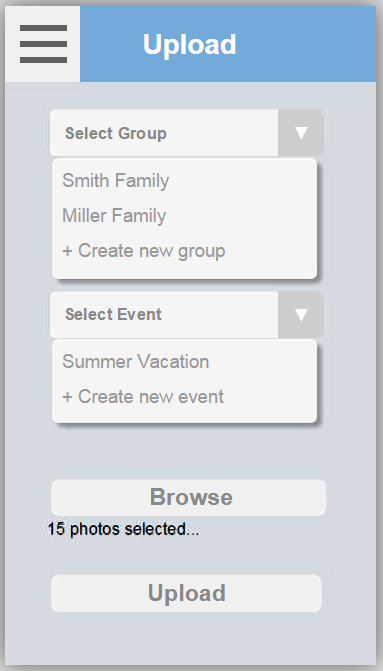 Upload
Select Group ▼
Smith Family
Miller Family
+ Create new group
Select Event ▼
Summer Vacation
+ Create new event
Browse
15 photos selected...
Upload